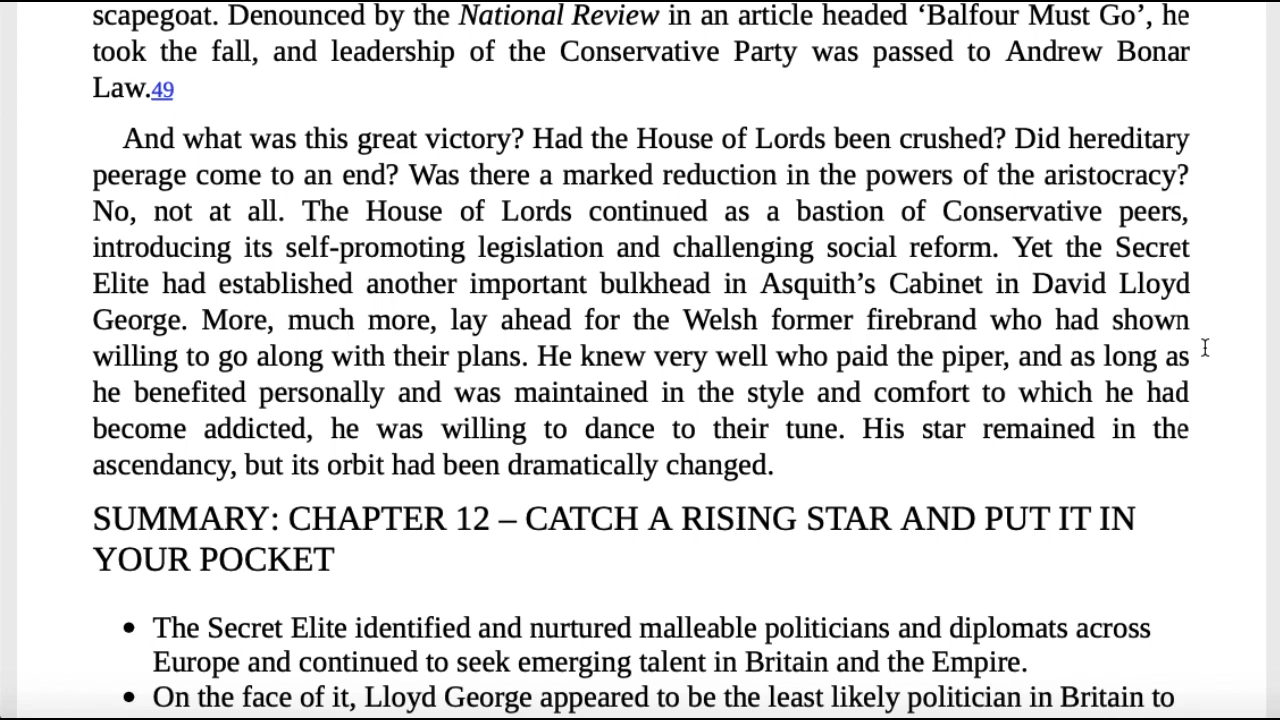 scapegoat. Denounced by the National Review in an article headed ‘Balfour Must Go’, he
took the fall, and leadership of the Conservative Party was passed to Andrew Bonar
Law.49
And what was this great victory? Had the House of Lords been crushed? Did hereditary
peerage come to an end? Was there a marked reduction in the powers of the aristocracy?
No, not at all. The House of Lords continued as a bastion of Conservative peers,
introducing its self-promoting legislation and challenging social reform. Yet the Secret
Elite had established another important bulkhead in Asquith’s Cabinet in David Lloyd
George. More, much more, lay ahead for the Welsh former firebrand who had shown
willing to go along with their plans. He knew very well who paid the piper, and as long as
he benefited personally and was maintained in the style and comfort to which he had
become addicted, he was willing to dance to their tune. His star remained in the
ascendancy, but its orbit had been dramatically changed.
SUMMARY: CHAPTER 12 – CATCH A RISING STAR AND PUT IT IN
YOUR POCKET
• The Secret Elite identified and nurtured malleable politicians and diplomats across
Europe and continued to seek emerging talent in Britain and the Empire.
• On the face of it, Lloyd George appeared to be the least likely politician in Britain to